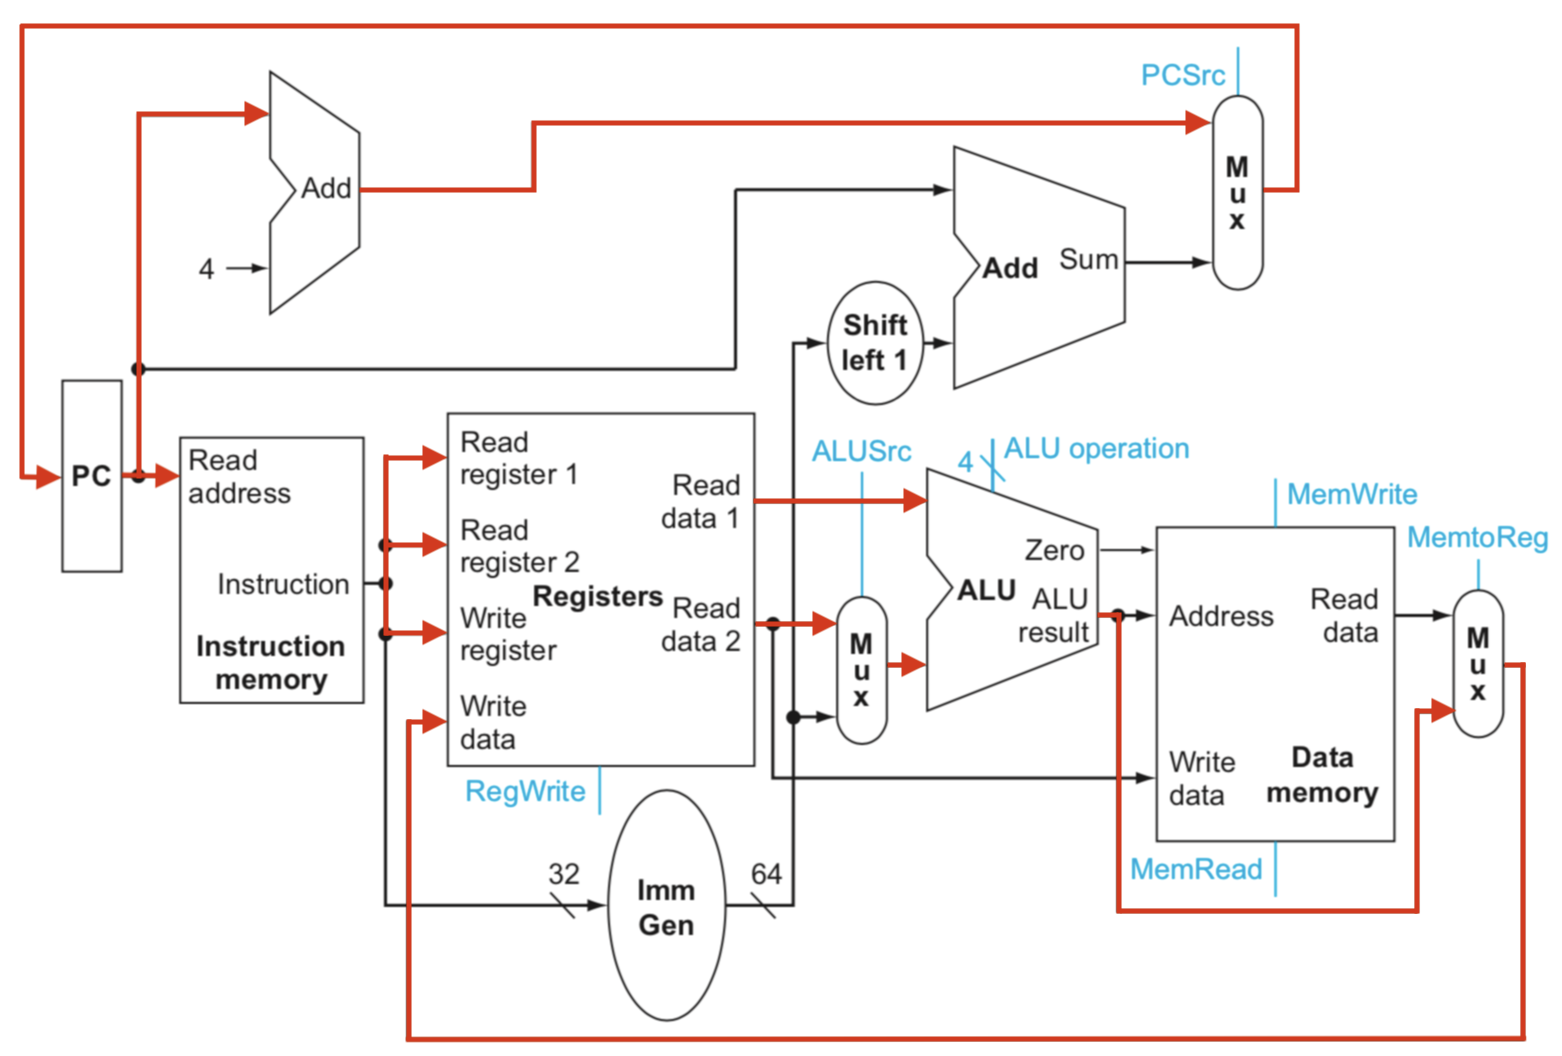 PCSrc
M
u
x
Add
4
Add
Sum
Shift
left 1
PC
Read
address
Instruction
Instruction
memory
Read
register 1
Read
register 2
Write
register
Write
data
Registers
Read
data 1
Read
data 2
RegWrite
ALUSrc
M
u
x
4
ALU operation
Zero
ALU
ALU
result
MemWrite
Address
Read
data
Write
data
Data
memory
MemRead
MemtoReg
M
u
x
32
Imm
Gen
64